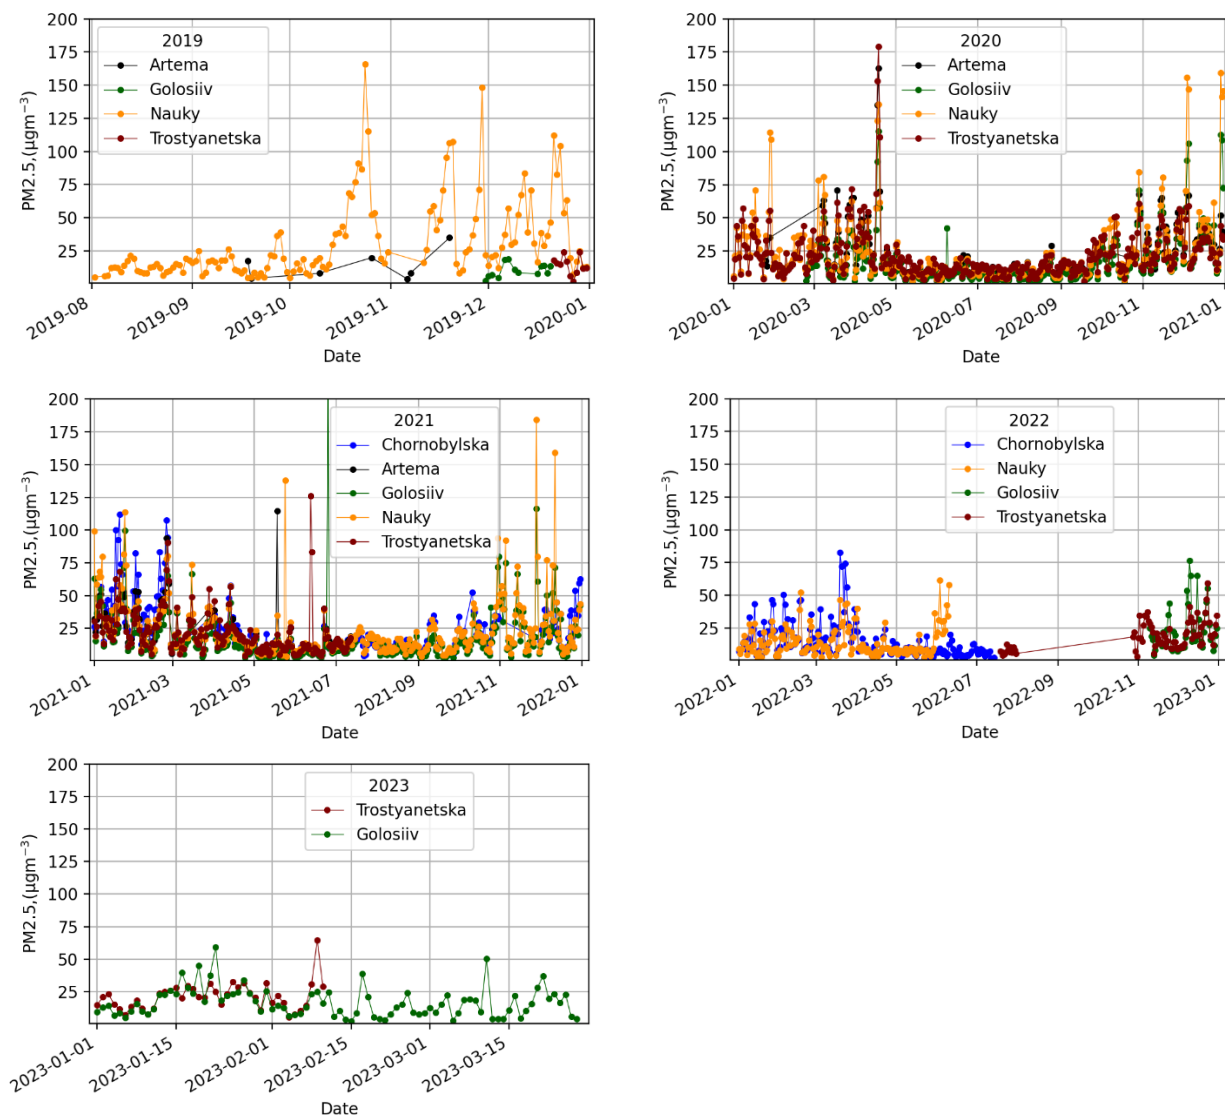 2019
Artema
Golosiiv
Nauky
Trostyanetska
200
175
150
125
100
75
50
25
PM2.5,(µgm⁻³)
2019-08
2019-09
2019-10
2019-11
2019-12
2020-01
Date
2020
Artema
Golosiiv
Nauky
Trostyanetska
200
175
150
125
100
75
50
25
PM2.5,(µgm⁻³)
2020-01
2020-03
2020-05
2020-07
2020-09
2020-11
2021-01
Date
2021
Chornobylska
Artema
Golosiiv
Nauky
Trostyanetska
200
175
150
125
100
75
50
25
PM2.5,(µgm⁻³)
2021-01
2021-03
2021-05
2021-07
2021-09
2021-11
2022-01
Date
2022
Chornobylska
Nauky
Golosiiv
Trostyanetska
200
175
150
125
100
75
50
25
PM2.5,(µgm⁻³)
2022-01
2022-03
2022-05
2022-07
2022-09
2022-11
2023-01
Date
2023
Trostyanetska
Golosiiv
200
175
150
125
100
75
50
25
PM2.5,(µgm⁻³)
2023-01-01
2023-01-15
2023-02-01
2023-02-15
2023-03-01
2023-03-15
Date